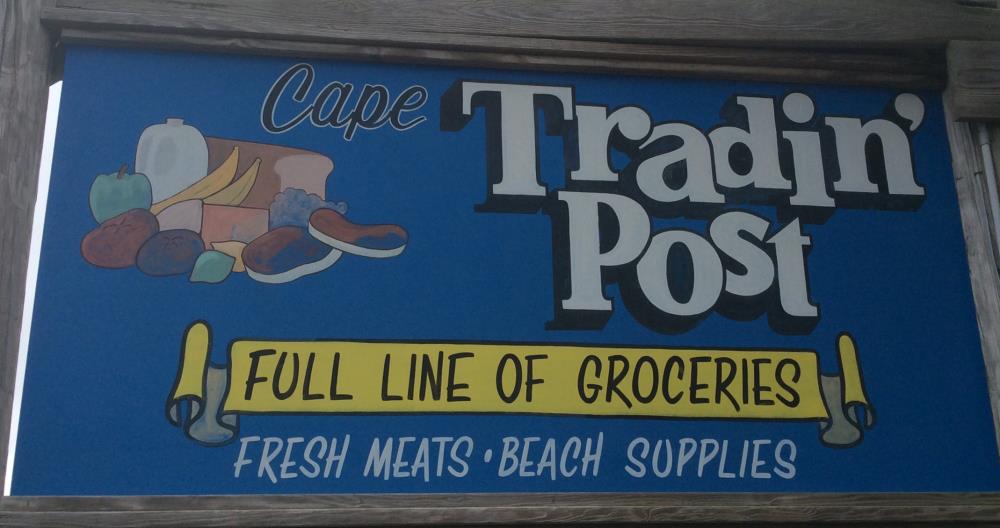 Cape Tradin'
Post
FULL LINE OF GROCERIES
FRESH MEATS • BEACH SUPPLIES